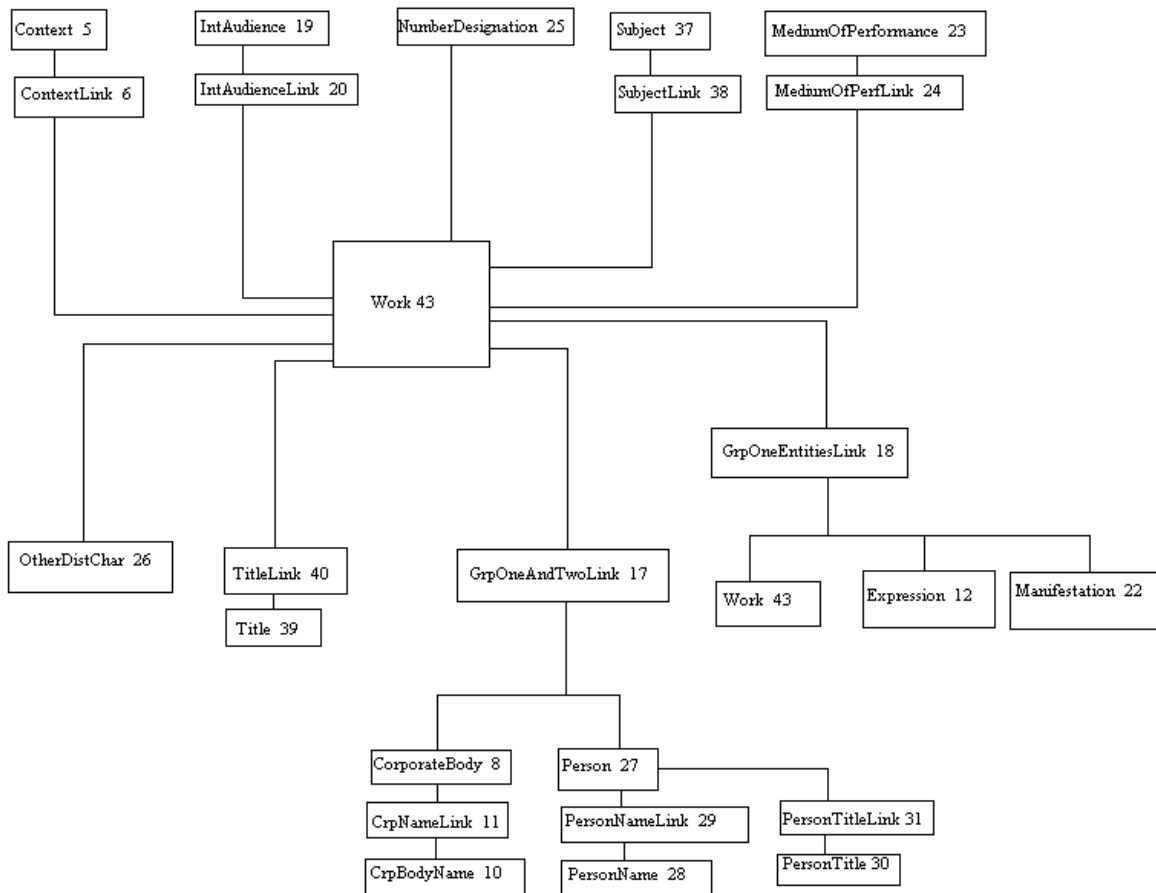 Context 5
IntAudience 19
NumberDesignation 25
Subject 37
MediumOfPerformance 23
ContextLink 6
IntAudienceLink 20
SubjectLink 38
MediumOfPerfLink 24
Work 43
GrpOneEntitiesLink 18
OtherDistChar 26
TitleLink 40
GrpOneAndTwoLink 17
Work 43
Expression 12
Manifestation 22
Title 39
CorporateBody 8
Person 27
CrpNameLink 11
PersonNameLink 29
PersonTitleLink 31
CrpBodyName 10
PersonName 28
PersonTitle 30